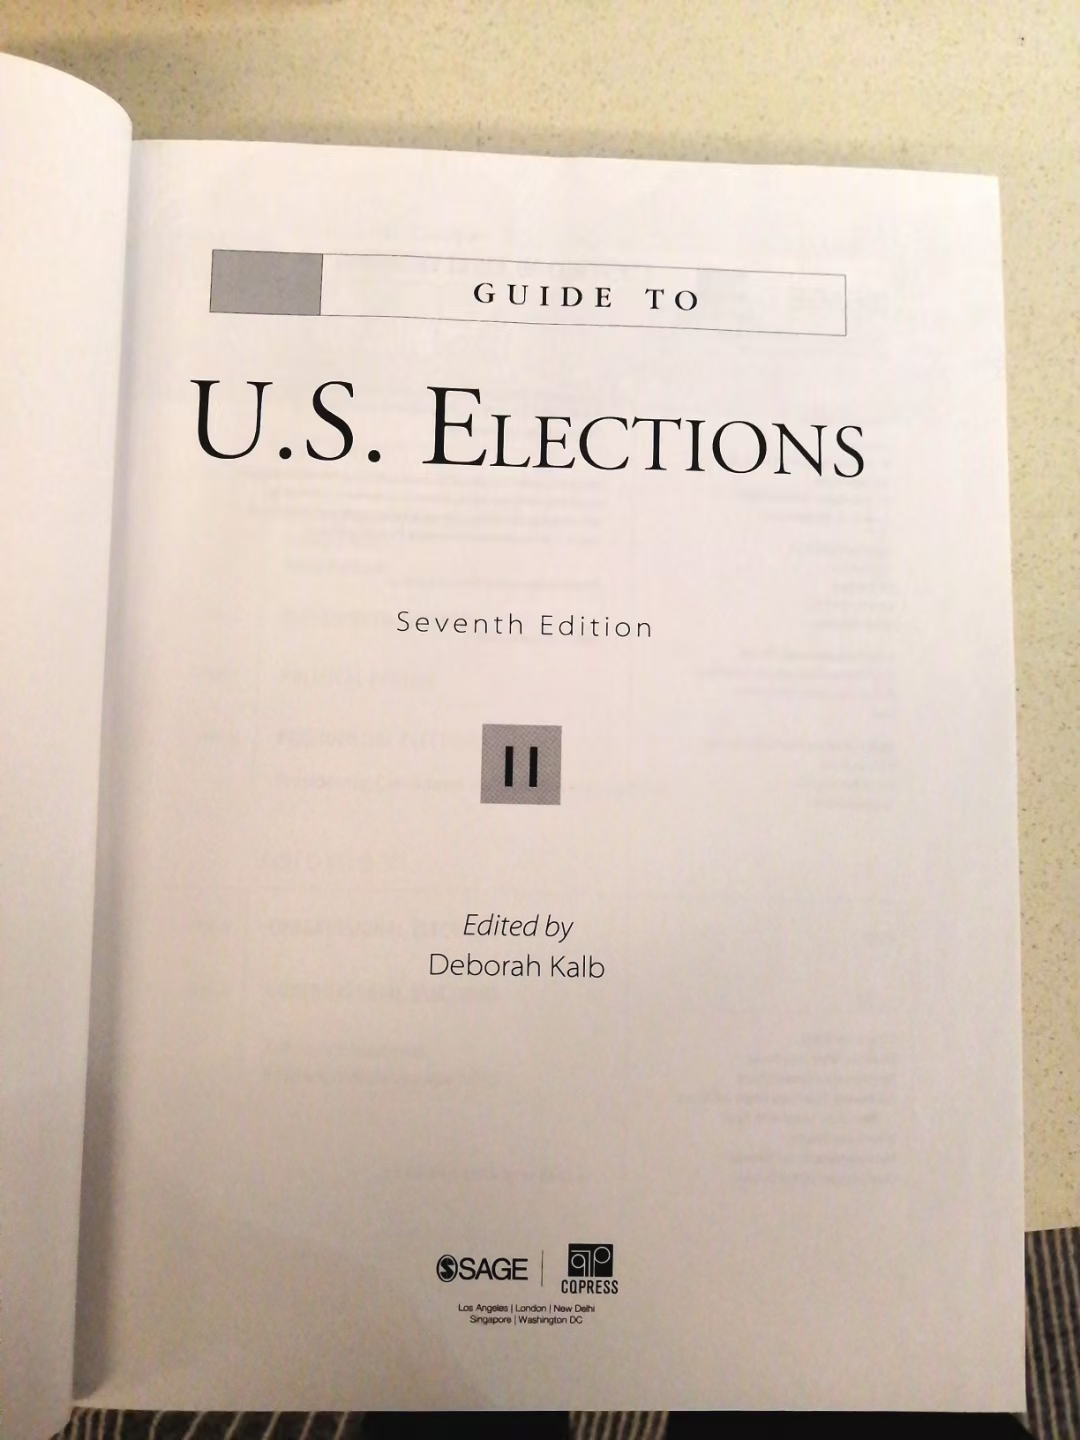 GUIDE TO
U.S. ELECTIONS
Seventh Edition
II
Edited by
Deborah Kalb
SAGE
CQPRESS
Los Angeles | London | New Delhi
Singapore | Washington DC